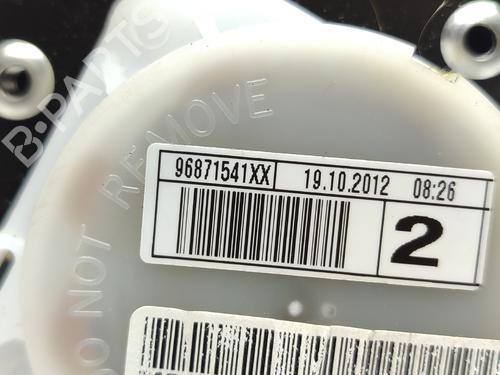 B-PARTS
DO NOT REMOVE
96871541XX 19.10.2012 08:26
2